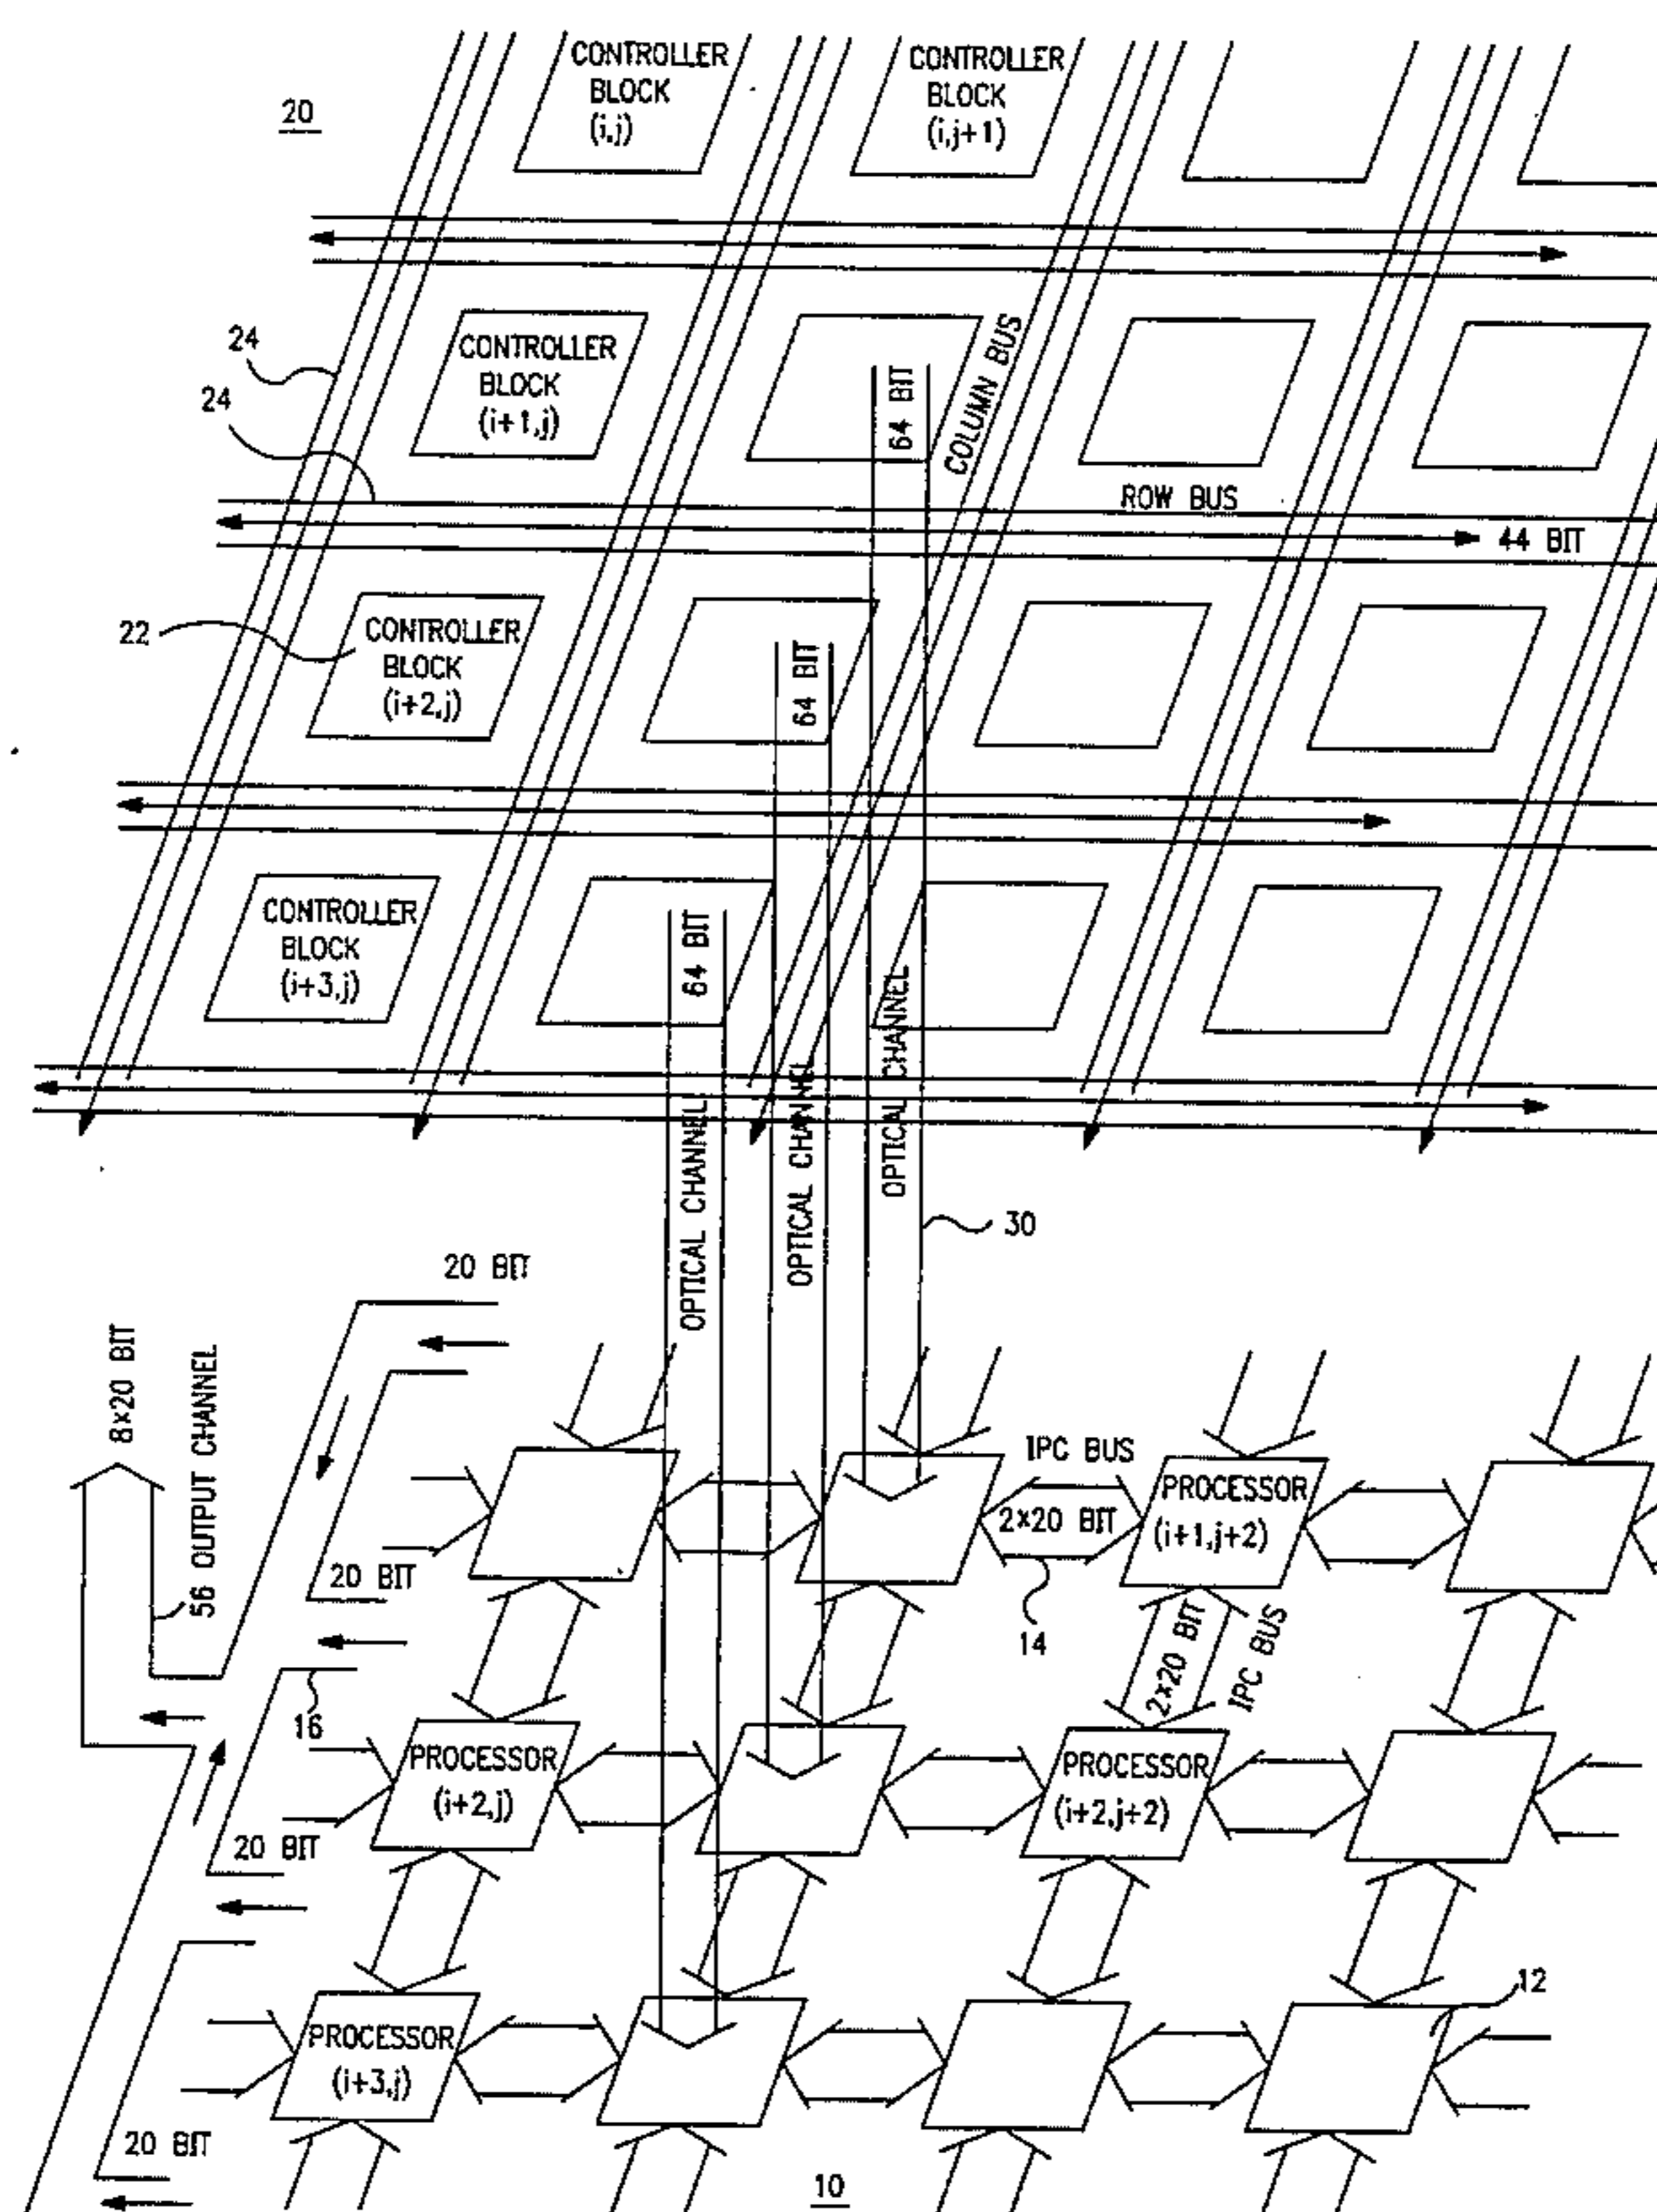 CONTROLLER
BLOCK
(i,j)
CONTROLLER
BLOCK
(i,j+1)
20
24
24
CONTROLLER
BLOCK
(i+1,j)
64 BIT
COLUMN BUS
ROW BUS
44 BIT
22
CONTROLLER
BLOCK
(i+2,j)
64 BIT
CONTROLLER
BLOCK
(i+3,j)
64 BIT
OPTICAL CHANNEL
OPTICAL CHANNEL
OPTICAL CHANNEL
30
20 BIT
8×20 BIT
56 OUTPUT CHANNEL
IPC BUS
2×20 BIT
PROCESSOR
(i+1,j+2)
20 BIT
14
2×20 BIT
IPC BUS
16
PROCESSOR
(i+2,j)
PROCESSOR
(i+2,j+2)
20 BIT
12
PROCESSOR
(i+3,j)
20 BIT
10